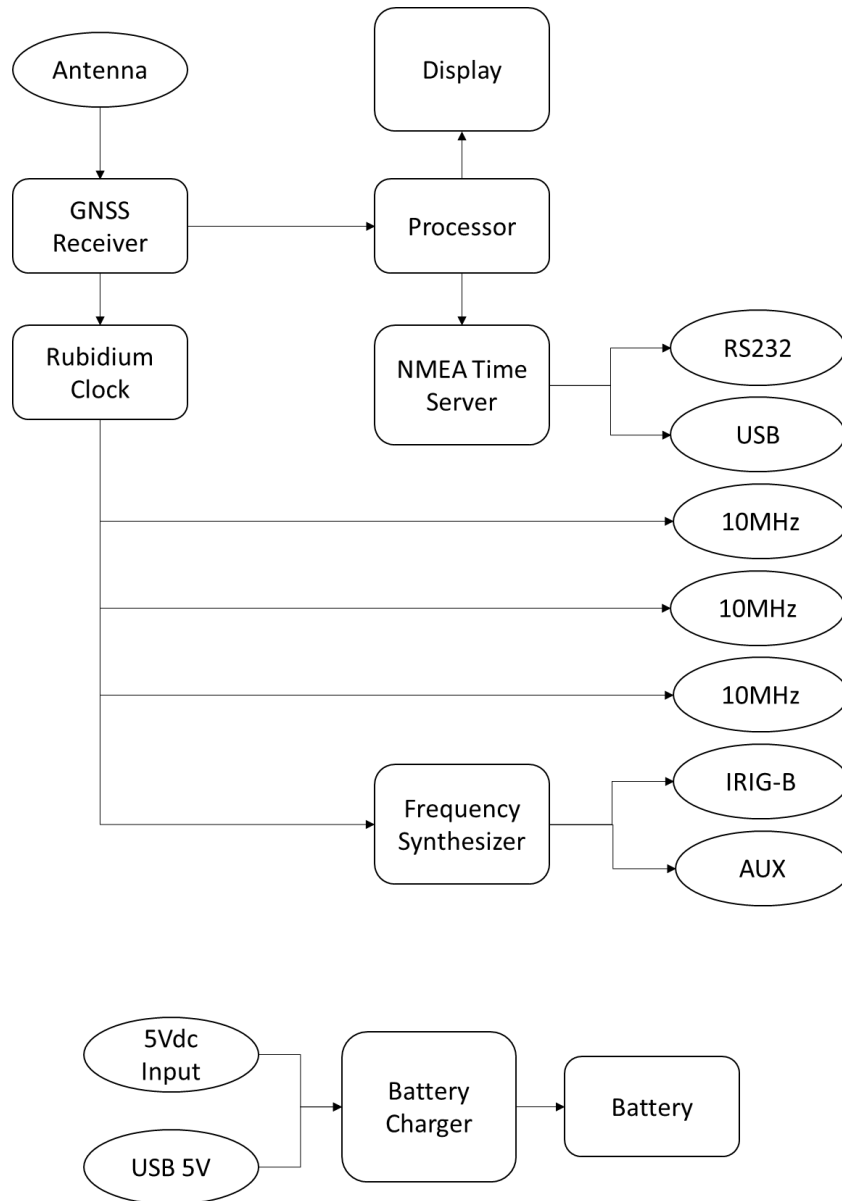 Antenna
Display
GNSS
Receiver
Processor
Rubidium
Clock
NMEA Time
Server
RS232
USB
10MHz
10MHz
10MHz
Frequency
Synthesizer
IRIG-B
AUX
5Vdc
Input
USB 5V
Battery
Charger
Battery